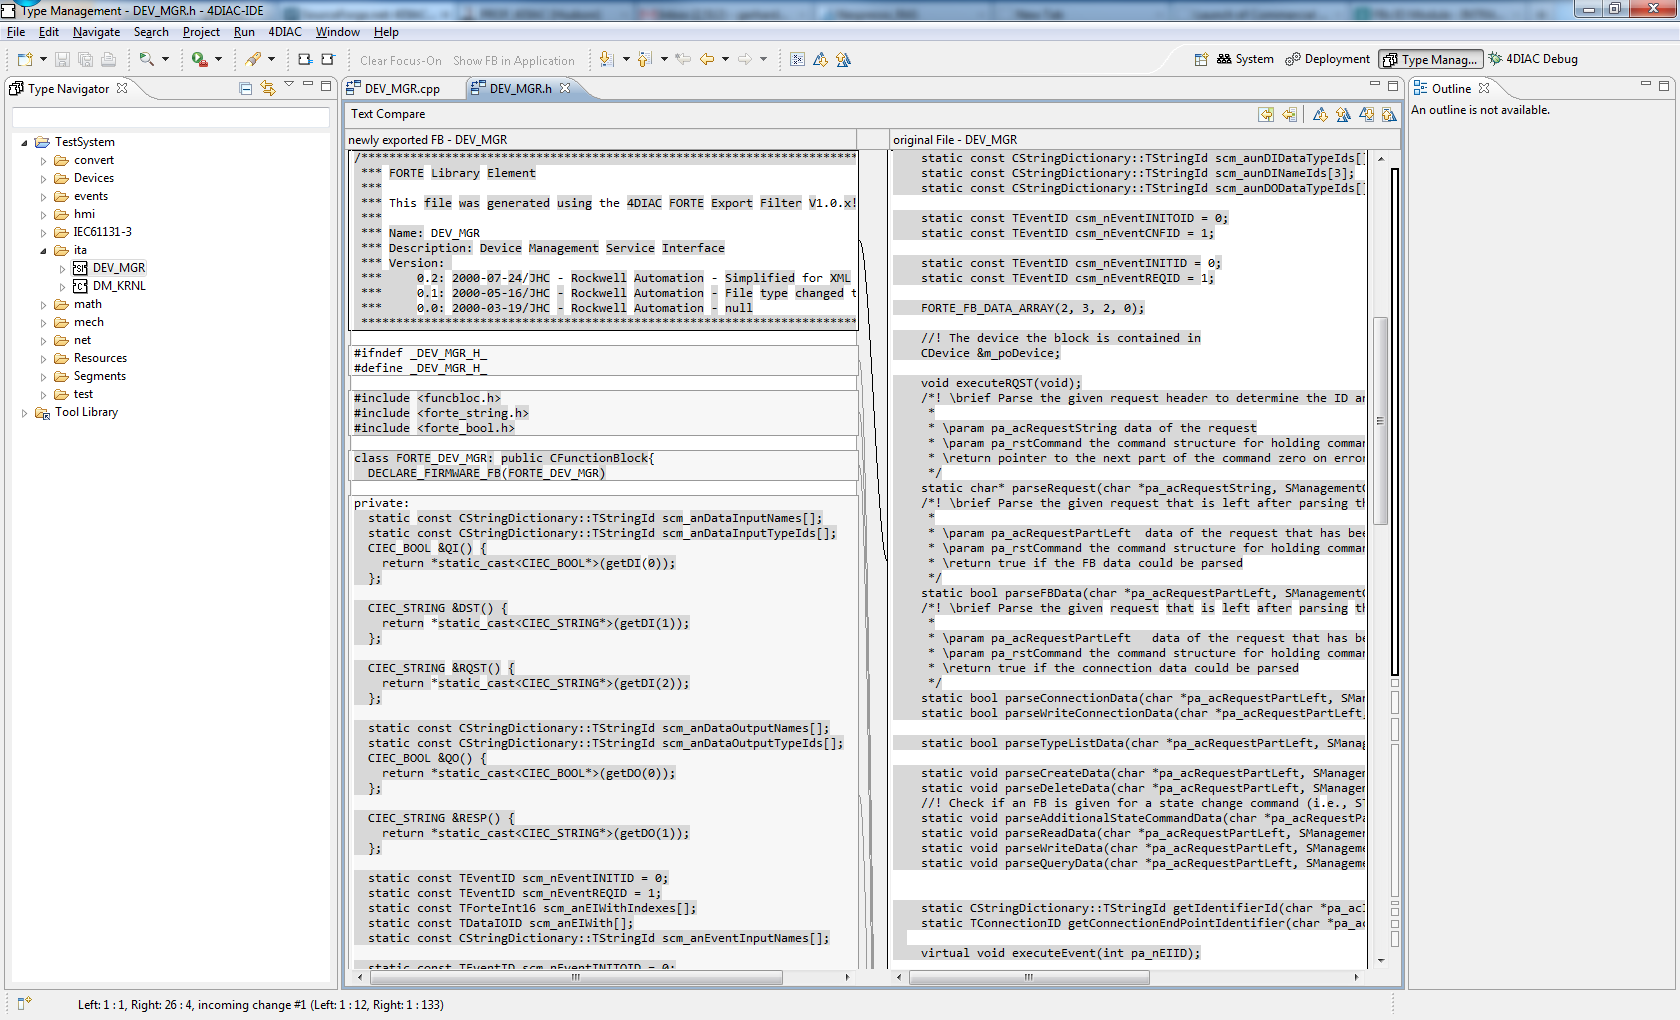 Type Management - DEV_MGR.h - 4DIAC-IDE
File Edit Navigate Search Project Run 4DIAC Window Help
Clear Focus-On Show FB in Application
System Deployment Type Manag... 4DIAC Debug
Type Navigator
TestSystem
convert
Devices
events
hmi
IEC61131-3
ita
DEV_MGR
DM_KRNL
math
mech
net
Resources
Segments
test
Tool Library
DEV_MGR.cpp DEV_MGR.h
Text Compare
newly exported FB - DEV_MGR
*** FORTE Library Element
***
*** This file was generated using the 4DIAC FORTE Export Filter V1.0.x!
***
*** Name: DEV_MGR
*** Description: Device Management Service Interface
*** Version:
*** 0.2: 2000-07-24/JHC - Rockwell Automation - Simplified for XML
*** 0.1: 2000-05-16/JHC - Rockwell Automation - File type changed t
*** 0.0: 2000-03-19/JHC - Rockwell Automation - null
#ifndef _DEV_MGR_H_
#define _DEV_MGR_H_
#include <funcbloc.h>
#include <forte_string.h>
#include <forte_bool.h>
class FORTE_DEV_MGR: public CFunctionBlock{
DECLARE_FIRMWARE_FB(FORTE_DEV_MGR)
private:
static const CStringDictionary::TStringId scm_anDataInputNames[];
static const CStringDictionary::TStringId scm_anDataInputTypeIds[];
CIEC_BOOL &QI() {
return *static_cast<CIEC_BOOL*>(getDI(0));
};
CIEC_STRING &DST() {
return *static_cast<CIEC_STRING*>(getDI(1));
};
CIEC_STRING &RQST() {
return *static_cast<CIEC_STRING*>(getDI(2));
};
static const CStringDictionary::TStringId scm_anDataOutputNames[];
static const CStringDictionary::TStringId scm_anDataOutputTypeIds[];
CIEC_BOOL &QO() {
return *static_cast<CIEC_BOOL*>(getDO(0));
};
CIEC_STRING &RESP() {
return *static_cast<CIEC_STRING*>(getDO(1));
};
static const TEventID scm_nEventINITID = 0;
static const TEventID scm_nEventREQID = 1;
static const TForteInt16 scm_anEIWithIndexes[];
static const TDataIOID scm_anEIWith[];
static const CStringDictionary::TStringId scm_anEventInputNames[];
static const TEventID scm_nEventINITOID = 0;
original File - DEV_MGR
static const CStringDictionary::TStringId scm_aunDIDataTypeIds[
static const CStringDictionary::TStringId scm_aunDINameIds[3];
static const CStringDictionary::TStringId scm_aunDODataTypeIds[
static const TEventID csm_nEventINITOID = 0;
static const TEventID csm_nEventCNFID = 1;
static const TEventID csm_nEventINITID = 0;
static const TEventID csm_nEventREQID = 1;
FORTE_FB_DATA_ARRAY(2, 3, 2, 0);
//! The device the block is contained in
CDevice &m_poDevice;
void executeRQST(void);
/*! \brief Parse the given request header to determine the ID an
*
* \param pa_acRequestString data of the request
* \param pa_rstCommand the command structure for holding comman
* \return pointer to the next part of the command zero on error
*/
static char* parseRequest(char *pa_acRequestString, SManagementC
/*! \brief Parse the given request that is left after parsing th
*
* \param pa_acRequestPartLeft data of the request that has bee
* \param pa_rstCommand the command structure for holding comman
* \return true if the FB data could be parsed
*/
static bool parseFBData(char *pa_acRequestPartLeft, SManagementC
/*! \brief Parse the given request that is left after parsing th
*
* \param pa_acRequestPartLeft data of the request that has be
* \param pa_rstCommand the command structure for holding comman
* \return true if the connection data could be parsed
*/
static bool parseConnectionData(char *pa_acRequestPartLeft, SMan
static bool parseWriteConnectionData(char *pa_acRequestPartLeft,
static bool parseTypeListData(char *pa_acRequestPartLeft, SManag
static void parseCreateData(char *pa_acRequestPartLeft, SManagem
static void parseDeleteData(char *pa_acRequestPartLeft, SManagem
//! Check if an FB is given for a state change command (i.e., ST
static void parseAdditionalStateCommandData(char *pa_acRequestPa
static void parseReadData(char *pa_acRequestPartLeft, SManagemen
static void parseWriteData(char *pa_acRequestPartLeft, SManageme
static void parseQueryData(char *pa_acRequestPartLeft, SManageme
static CStringDictionary::TStringId getIdentifierId(char *pa_acI
static TConnectionID getConnectionEndPointIdentifier(char *pa_ac
virtual void executeEvent(int pa_nEIID);
Outline
An outline is not available.
Left: 1 : 1, Right: 26 : 4, incoming change #1 (Left: 1 : 12, Right: 1 : 133)